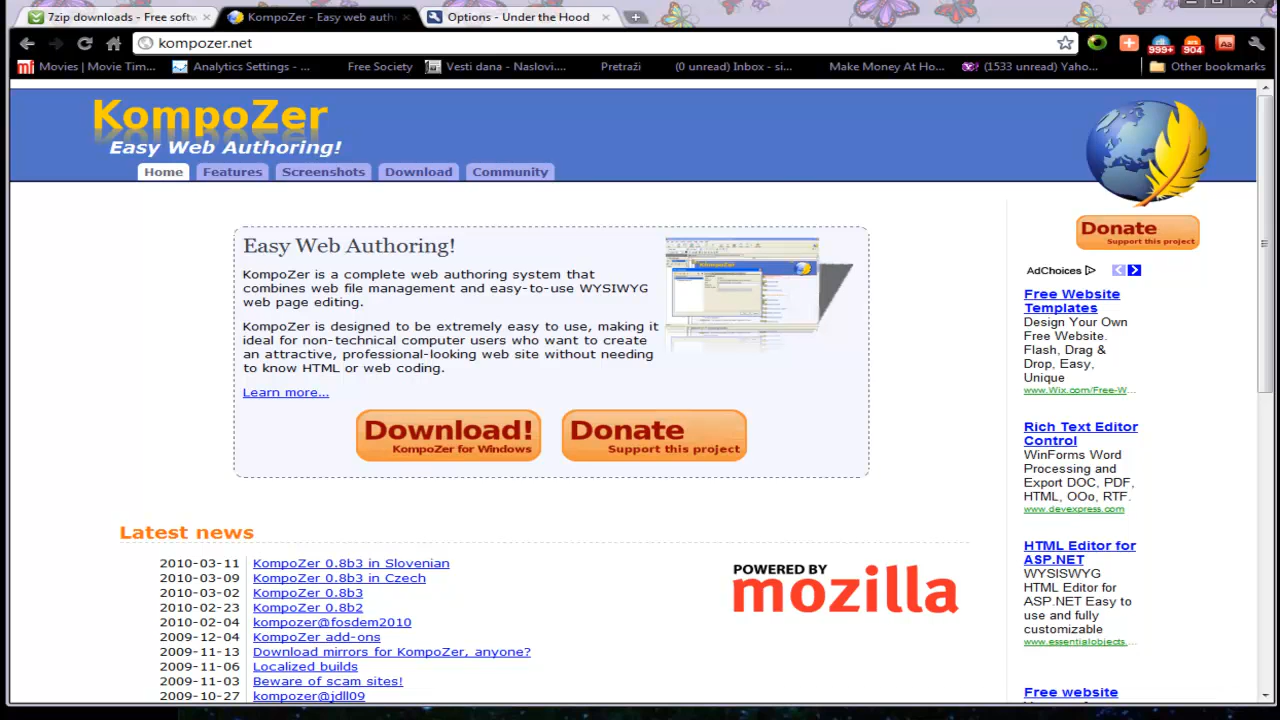 7zip downloads - Free softw
KompoZer - Easy web auth
Options - Under the Hood
kompozer.net
999+
904
Movies | Movie Tim...
Analytics Settings - ...
Free Society
Vesti dana - Naslovi....
Pretraži
(0 unread) Inbox - si...
Make Money At Ho...
(1533 unread) Yaho...
Other bookmarks
KompoZer
Easy Web Authoring!
Home
Features
Screenshots
Download
Community
Easy Web Authoring!
KompoZer is a complete web authoring system that
combines web file management and easy-to-use WYSIWYG
web page editing.
KompoZer is designed to be extremely easy to use, making it
ideal for non-technical computer users who want to create
an attractive, professional-looking web site without needing
to know HTML or web coding.
Learn more...
Download!
KompoZer for Windows
Donate
Support this project
Latest news
2010-03-11 KompoZer 0.8b3 in Slovenian
2010-03-09 KompoZer 0.8b3 in Czech
2010-03-02 KompoZer 0.8b3
2010-02-23 KompoZer 0.8b2
2010-02-04 kompozer@fosdem2010
2009-12-04 KompoZer add-ons
2009-11-13 Download mirrors for KompoZer, anyone?
2009-11-06 Localized builds
2009-11-03 Beware of scam sites!
2009-10-27 kompozer@jdll09
POWERED BY
mozilla
Donate
Support this project
AdChoices
Free Website
Templates
Design Your Own
Free Website.
Flash, Drag &
Drop, Easy,
Unique
www.Wix.com/Free-W...
Rich Text Editor
Control
WinForms Word
Processing and
Export DOC, PDF,
HTML, OOo, RTF.
www.devexpress.com
HTML Editor for
ASP.NET
WYSISWYG
HTML Editor for
ASP.NET Easy to
use and fully
customizable
www.essentialobjects....
Free website